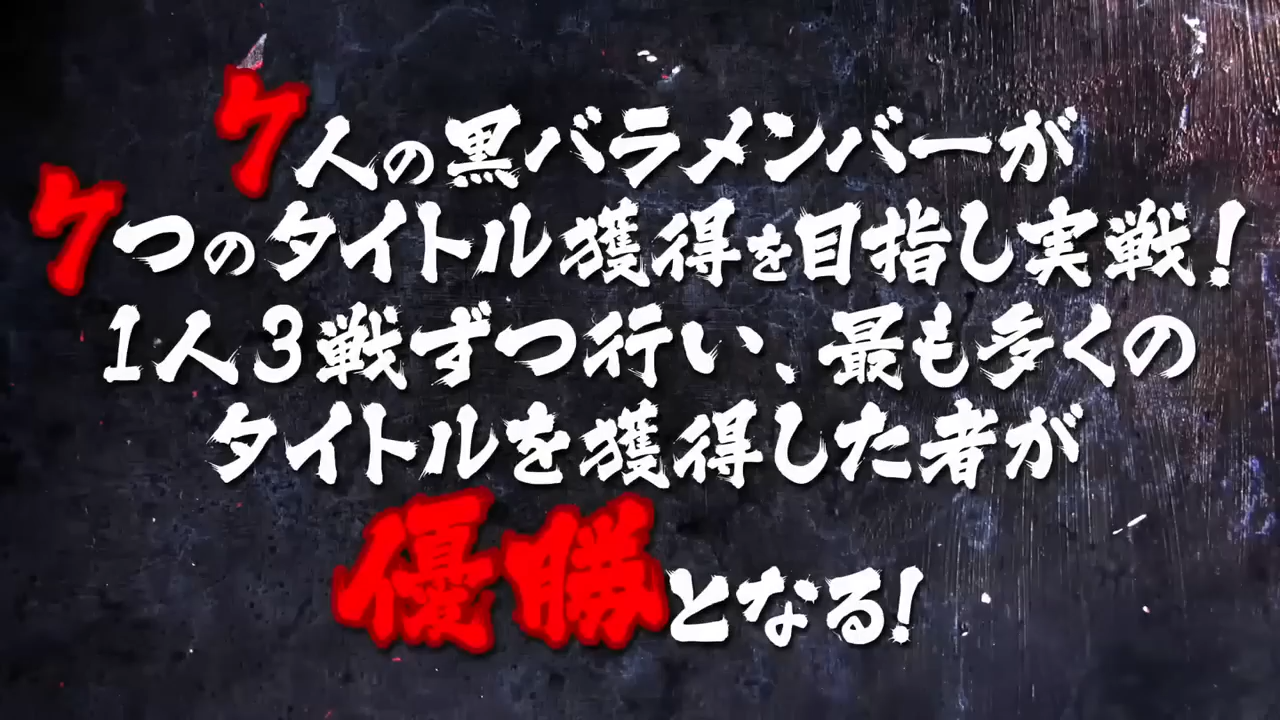 7人の黒バラメンバーが
7つのタイトル獲得を目指し実戦!
1人3戦ずつ行い、最も多くの
タイトルを獲得した者が
優勝となる!